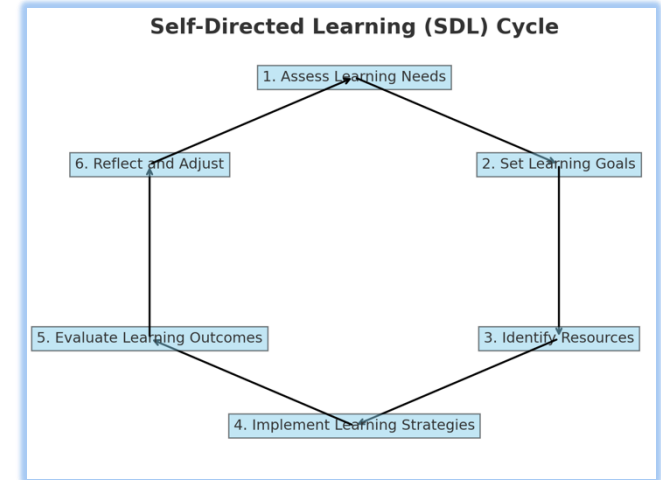 Self-Directed Learning (SDL) Cycle
1. Assess Learning Needs
2. Set Learning Goals
3. Identify Resources
4. Implement Learning Strategies
5. Evaluate Learning Outcomes
6. Reflect and Adjust